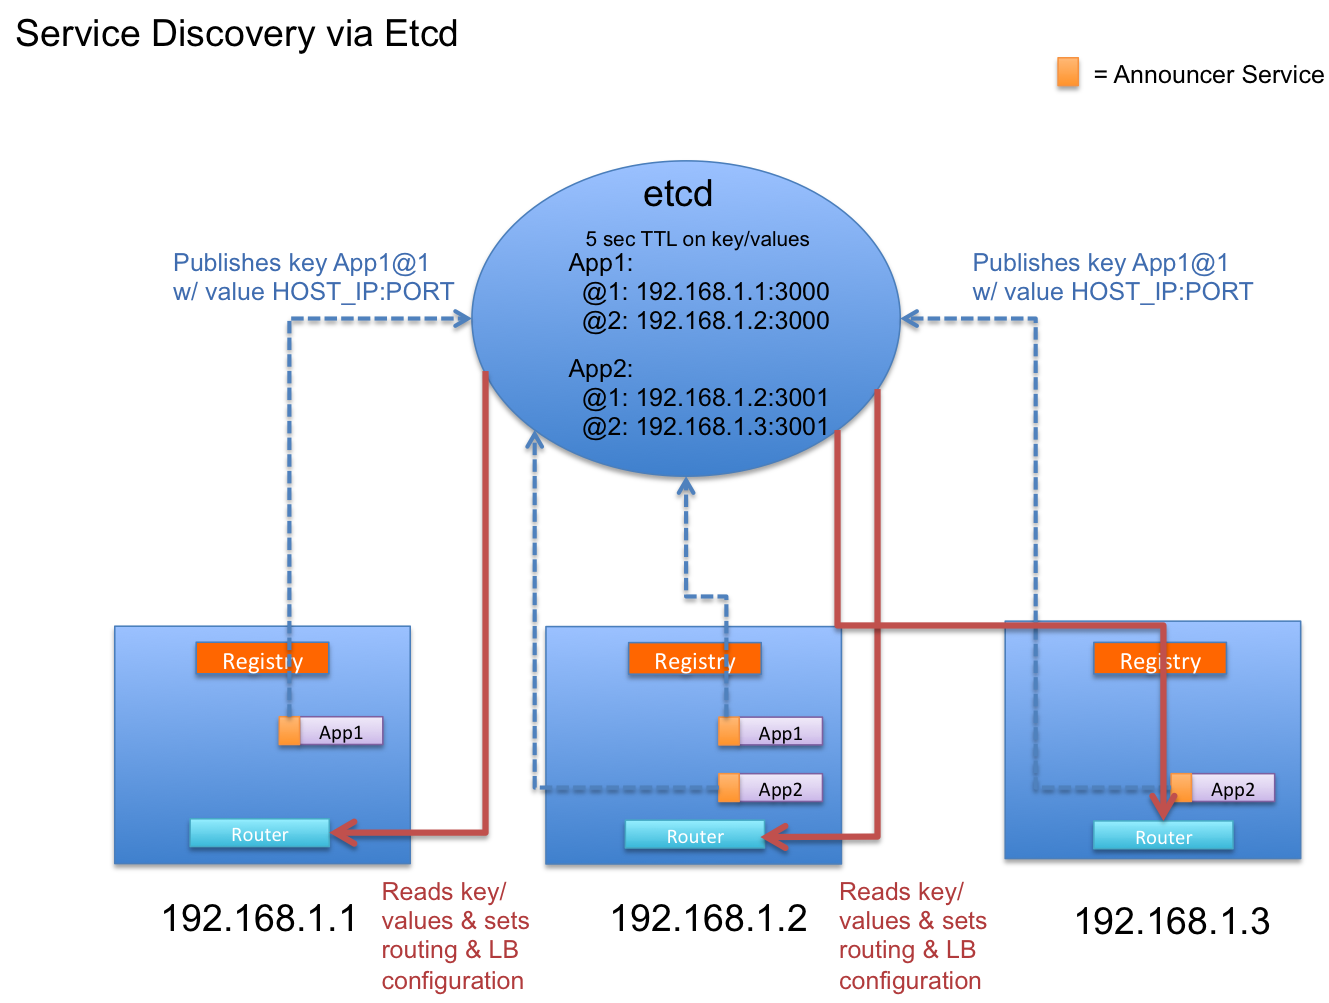 Service Discovery via Etcd
= Announcer Service
etcd
5 sec TTL on key/values
App1:
@1: 192.168.1.1:3000
@2: 192.168.1.2:3000
App2:
@1: 192.168.1.2:3001
@2: 192.168.1.3:3001
Publishes key App1@1
w/ value HOST_IP:PORT
Publishes key App1@1
w/ value HOST_IP:PORT
Registry
App1
Router
Registry
App1
App2
Router
Registry
App2
Router
192.168.1.1
Reads key/
values & sets
routing & LB
configuration
192.168.1.2
Reads key/
values & sets
routing & LB
configuration
192.168.1.3